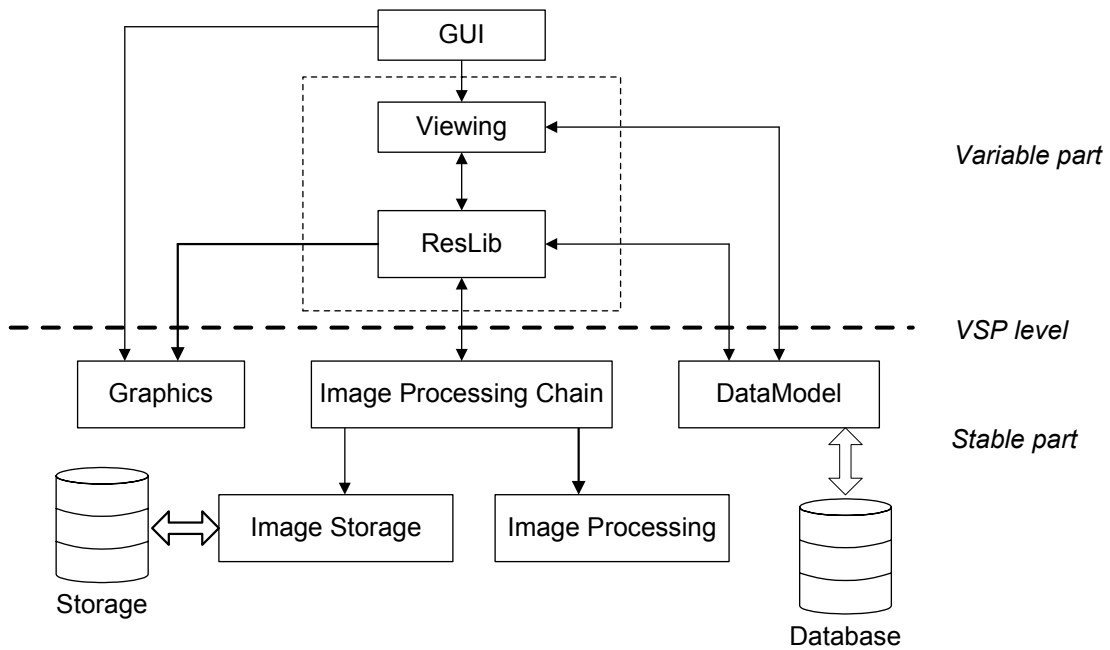 GUI
Viewing
Variable part
ResLib
VSP level
Graphics
Image Processing Chain
DataModel
Stable part
Image Storage
Image Processing
Storage
Database